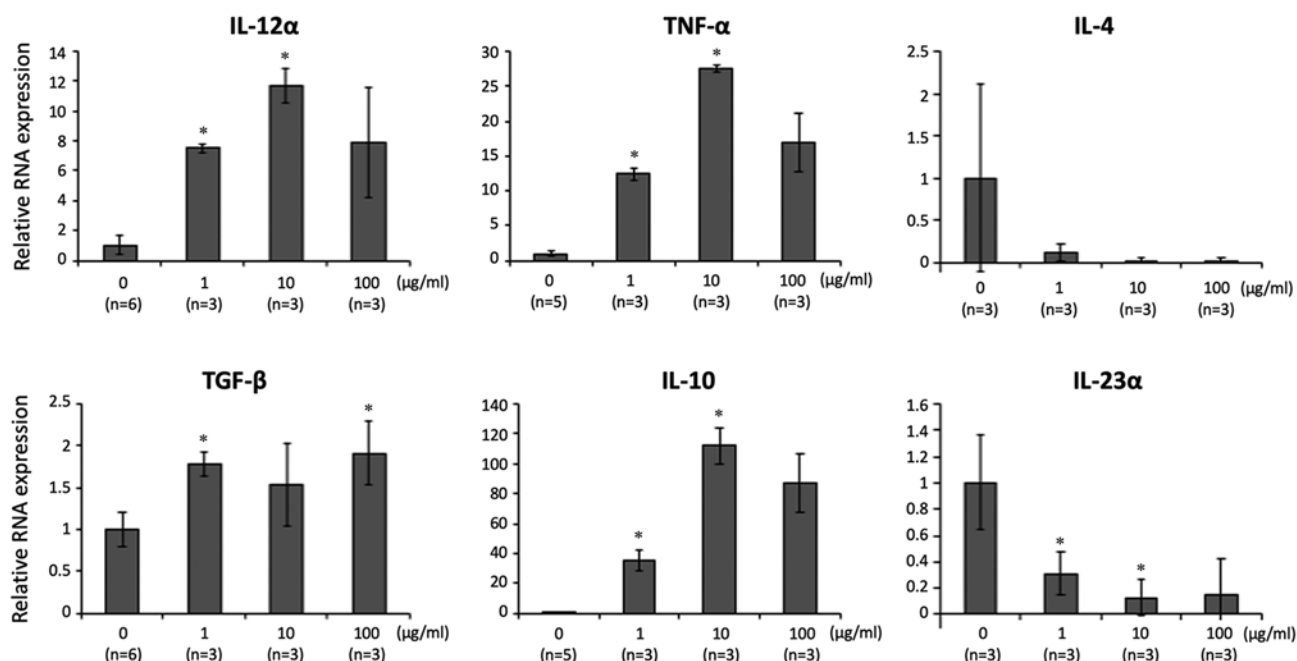 IL-12α
Relative RNA expression
14
12
10
8
6
4
2
0
*
*
0 1 10 100 (μg/ml)
(n=6) (n=3) (n=3) (n=3)
TNF-α
30
25
20
15
10
5
0
*
*
0 1 10 100 (μg/ml)
(n=5) (n=3) (n=3) (n=3)
IL-4
2.5
2
1.5
1
0.5
0
0 1 10 100 (μg/ml)
(n=3) (n=3) (n=3) (n=3)
TGF-β
Relative RNA expression
2.5
2
1.5
1
0.5
0
*
*
0 1 10 100 (μg/ml)
(n=6) (n=3) (n=3) (n=3)
IL-10
140
120
100
80
60
40
20
0
*
*
0 1 10 100 (μg/ml)
(n=5) (n=3) (n=3) (n=3)
IL-23α
1.6
1.4
1.2
1
0.8
0.6
0.4
0.2
0
*
*
0 1 10 100 (μg/ml)
(n=3) (n=3) (n=3) (n=3)